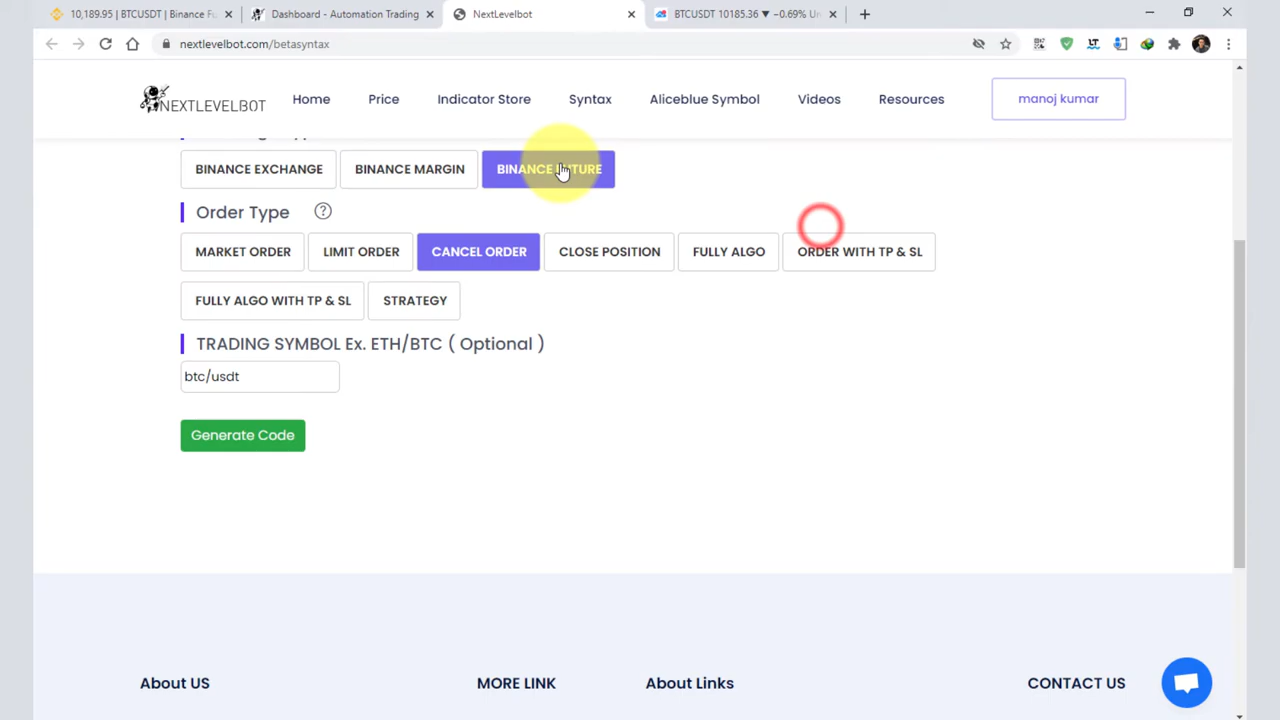 10,189.95 | BTCUSDT | Binance Fu
Dashboard - Automation Trading
NextLevelbot
BTCUSDT 10185.36 ▼ −0.69% Un
nextlevelbot.com/betasyntax
NEXTLEVELBOT
Home
Price
Indicator Store
Syntax
Aliceblue Symbol
Videos
Resources
manoj kumar
BINANCE EXCHANGE
BINANCE MARGIN
BINANCE FUTURE
Order Type ?
MARKET ORDER
LIMIT ORDER
CANCEL ORDER
CLOSE POSITION
FULLY ALGO
ORDER WITH TP & SL
FULLY ALGO WITH TP & SL
STRATEGY
TRADING SYMBOL Ex. ETH/BTC ( Optional )
btc/usdt
Generate Code
About US
MORE LINK
About Links
CONTACT US